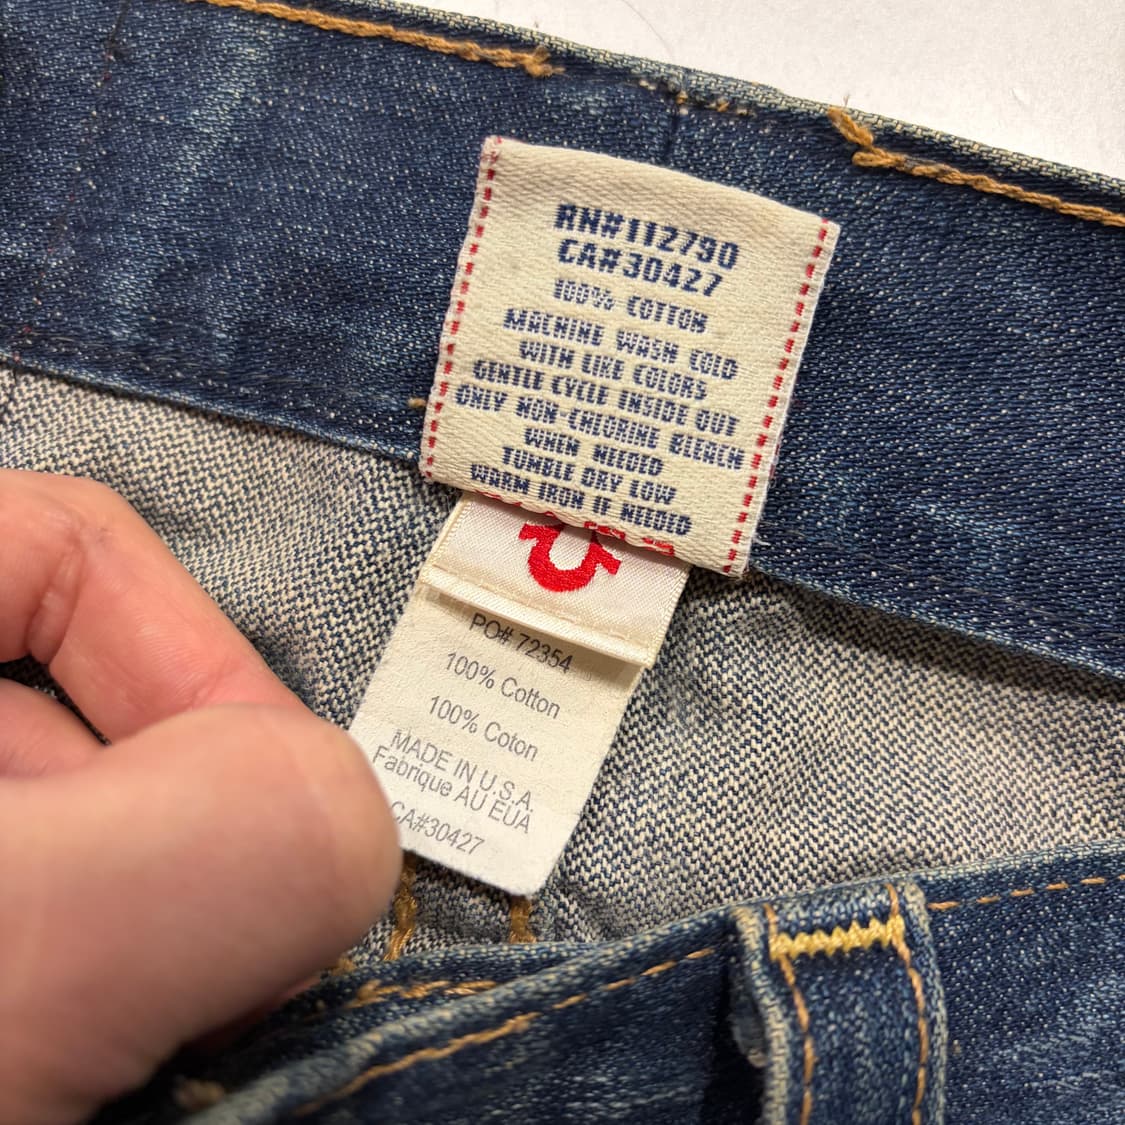 RN#112790
CA#30427
100% COTTON
MACHINE WASH COLD
WITH LIKE COLORS
GENTLE CYCLE INSIDE OUT
ONLY NON-CHLORINE BLEACH
WHEN NEEDED
TUMBLE DRY LOW
WARM IRON IF NEEDED
PO# 72354
100% Cotton
100% Coton
MADE IN U.S.A.
Fabrique AU EUA
CA#30427